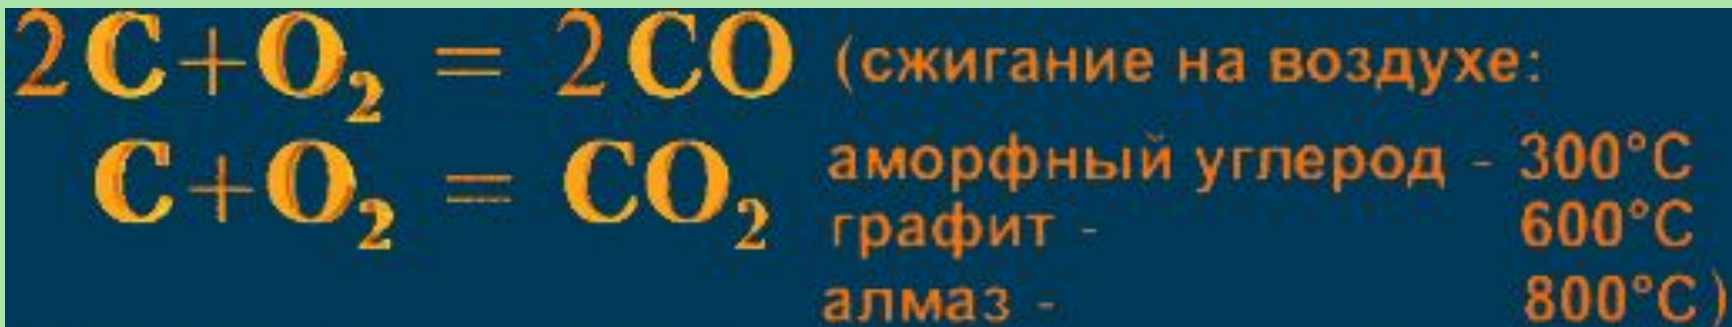 2C+O₂ = 2CO (сжигание на воздухе:
C+O₂ = CO₂ аморфный углерод - 300°C
графит - 600°C
алмаз - 800°C)